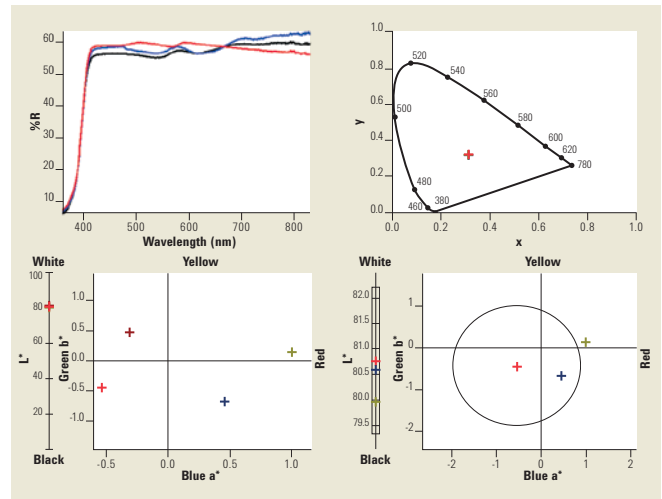 60
50
40
30
20
10
%R
400 500 600 700 800
Wavelength (nm)
1.0
0.8
0.6
0.4
0.2
0.0
y
520
540
560
500
580
600
620
780
480
460 380
0.0 0.2 0.4 0.6 0.8 1.0
x
White Yellow
100
80
60
40
20
L*
Black
1.0
0.5
0.0
-0.5
-1.0
Green b*
Red
-0.5 0.0 0.5 1.0
Blue a*
White Yellow
82.0
81.5
81.0
80.5
80.0
79.5
L*
Black
1
0
-1
-2
Green b*
Red
-2 -1 0 1 2
Blue a*